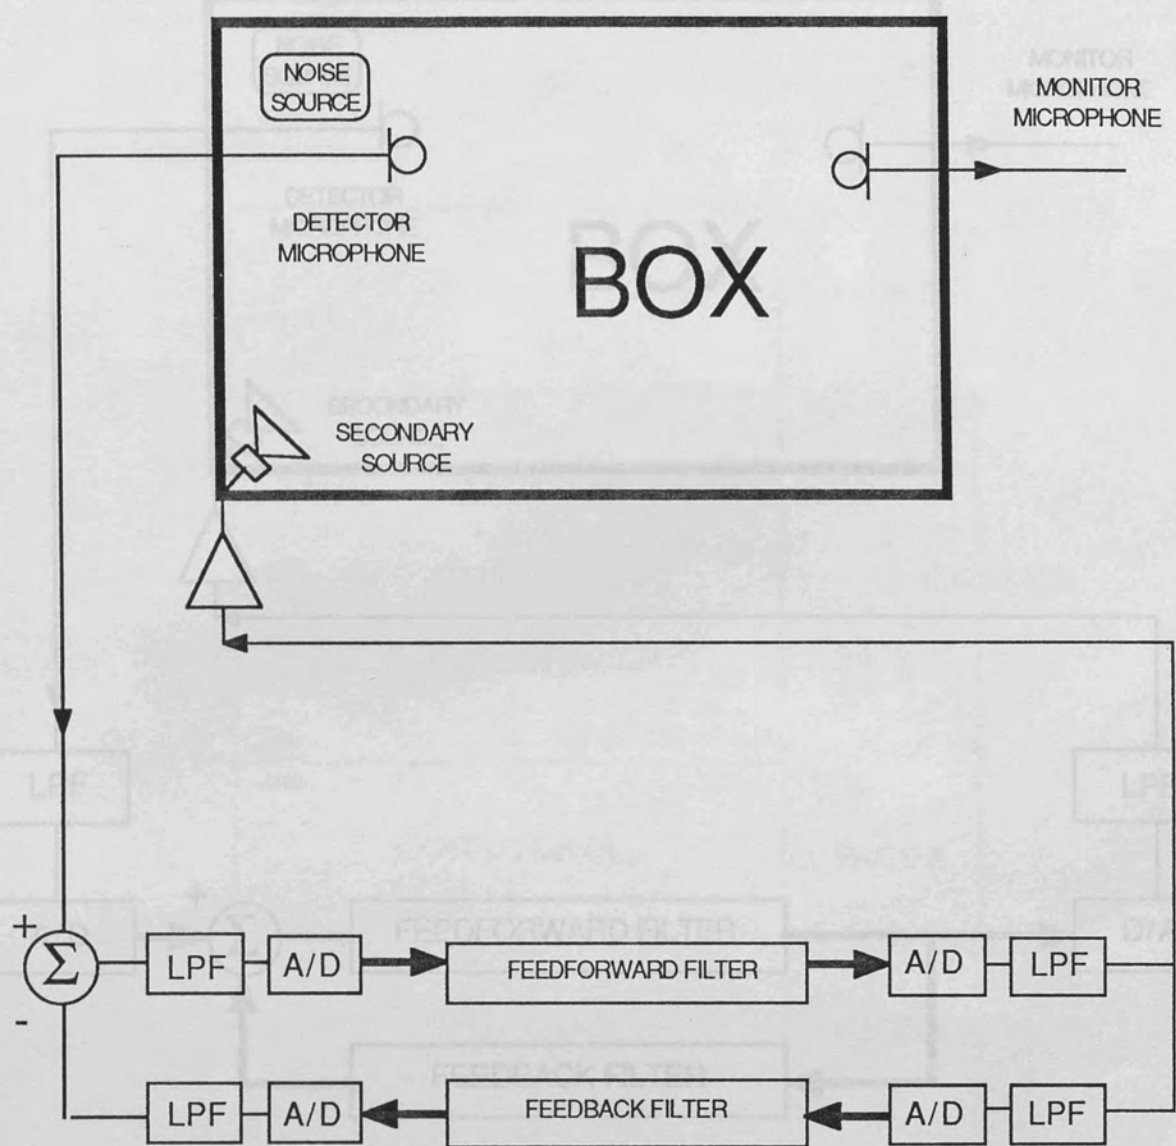 NOISE
SOURCE
MONITOR
MICROPHONE
DETECTOR
MICROPHONE
BOX
SECONDARY
SOURCE
+
Σ
-
LPF
A/D
FEEDFORWARD FILTER
A/D
LPF
LPF
A/D
FEEDBACK FILTER
A/D
LPF